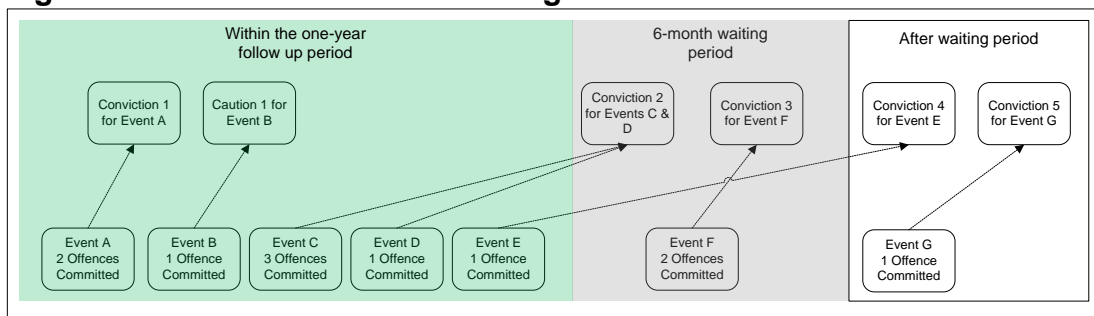 Within the one-year
follow up period
6-month waiting
period
After waiting period
Conviction 1
for Event A
Caution 1 for
Event B
Conviction 2
for Events C &
D
Conviction 3
for Event F
Conviction 4
for Event E
Conviction 5
for Event G
Event A
2 Offences
Committed
Event B
1 Offence
Committed
Event C
3 Offences
Committed
Event D
1 Offence
Committed
Event E
1 Offence
Committed
Event F
2 Offences
Committed
Event G
1 Offence
Committed